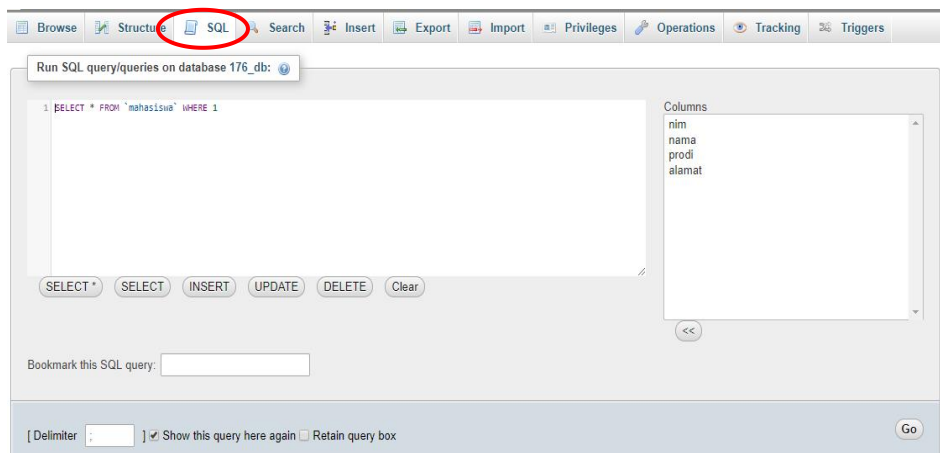 Browse Structure SQL Search Insert Export Import Privileges Operations Tracking Triggers
Run SQL query/queries on database 176_db:
1 SELECT * FROM `mahasiswa` WHERE 1
Columns
nim
nama
prodi
alamat
SELECT * SELECT INSERT UPDATE DELETE Clear
<<
Bookmark this SQL query:
[ Delimiter ; ] Show this query here again Retain query box
Go